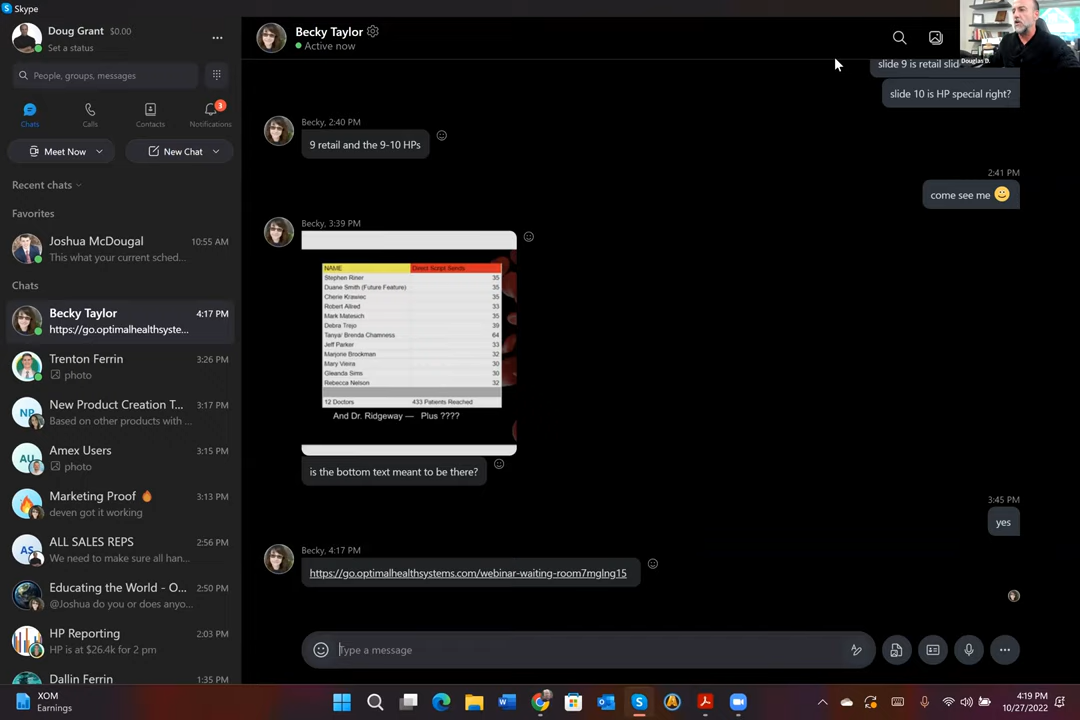 Skype
Doug Grant $0.00
Set a status
People, groups, messages
Chats
Calls
Contacts
Notifications
3
Meet Now
New Chat
Recent chats
Favorites
Joshua McDougal
10:55 AM
This what your current sched...
Chats
Becky Taylor
4:17 PM
https://go.optimalhealthsyste...
Trenton Ferrin
3:26 PM
photo
NP
New Product Creation T...
3:17 PM
Based on other products with ...
AU
Amex Users
3:15 PM
photo
Marketing Proof
3:13 PM
deven got it working
AS
ALL SALES REPS
2:56 PM
We need to make sure all han...
Educating the World - O...
2:50 PM
@Joshua do you or does anyo...
HP Reporting
2:03 PM
HP is at $26.4k for 2 pm
Dallin Ferrin
1:35 PM
Becky Taylor
Active now
Douglas D.
slide 9 is retail slid
slide 10 is HP special right?
Becky, 2:40 PM
9 retail and the 9-10 HPs
2:41 PM
come see me
Becky, 3:39 PM
NAME Direct Script Sends
Stephen Riner 35
Duane Smith (Future Feature) 35
Cherie Krawiec 35
Robert Allred 33
Mark Matesich 35
Debra Trejo 39
Tanya/ Brenda Chamness 64
Jeff Parker 33
Marjorie Brockman 32
Mary Vieira 30
Gleanda Sims 30
Rebecca Nelson 32
12 Doctors 433 Patients Reached
And Dr. Ridgeway — Plus ????
is the bottom text meant to be there?
3:45 PM
yes
Becky, 4:17 PM
https://go.optimalhealthsystems.com/webinar-waiting-room7mglng15
Type a message
XOM
Earnings
4:19 PM
10/27/2022